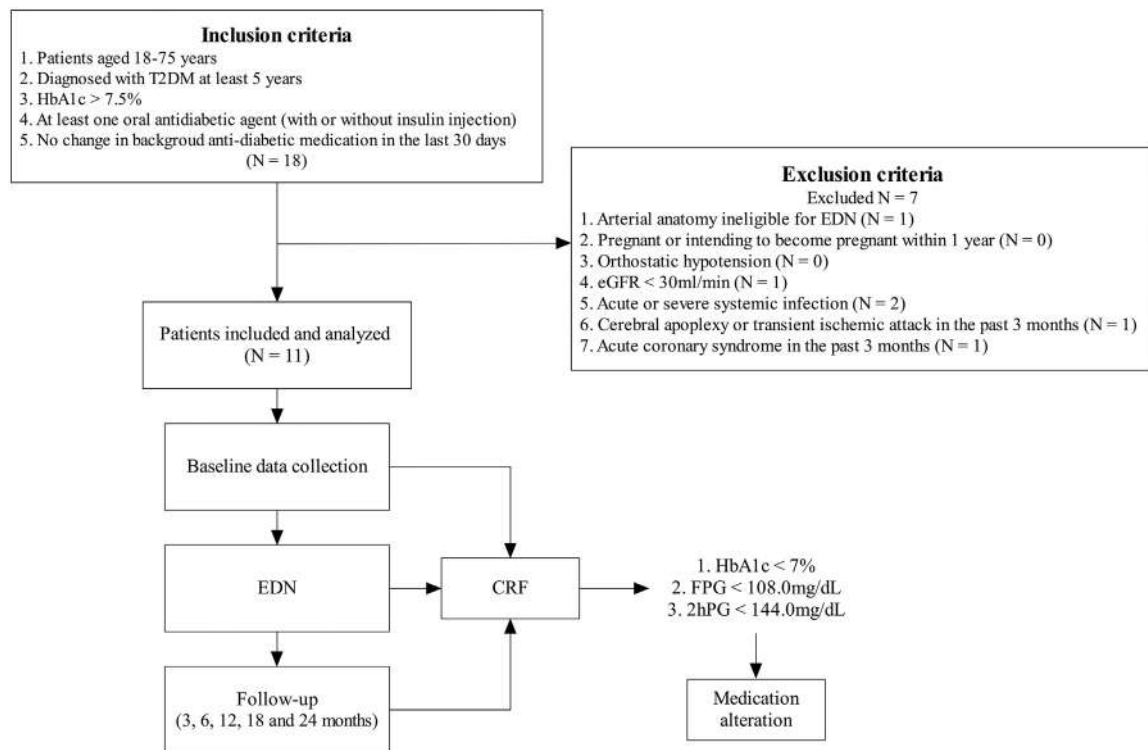 Inclusion criteria
1. Patients aged 18-75 years
2. Diagnosed with T2DM at least 5 years
3. HbA1c > 7.5%
4. At least one oral antidiabetic agent (with or without insulin injection)
5. No change in backgroud anti-diabetic medication in the last 30 days
(N = 18)
Exclusion criteria
Excluded N = 7
1. Arterial anatomy ineligible for EDN (N = 1)
2. Pregnant or intending to become pregnant within 1 year (N = 0)
3. Orthostatic hypotension (N = 0)
4. eGFR < 30ml/min (N = 1)
5. Acute or severe systemic infection (N = 2)
6. Cerebral apoplexy or transient ischemic attack in the past 3 months (N = 1)
7. Acute coronary syndrome in the past 3 months (N = 1)
Patients included and analyzed
(N = 11)
Baseline data collection
EDN
CRF
1. HbA1c < 7%
2. FPG < 108.0mg/dL
3. 2hPG < 144.0mg/dL
Follow-up
(3, 6, 12, 18 and 24 months)
Medication
alteration